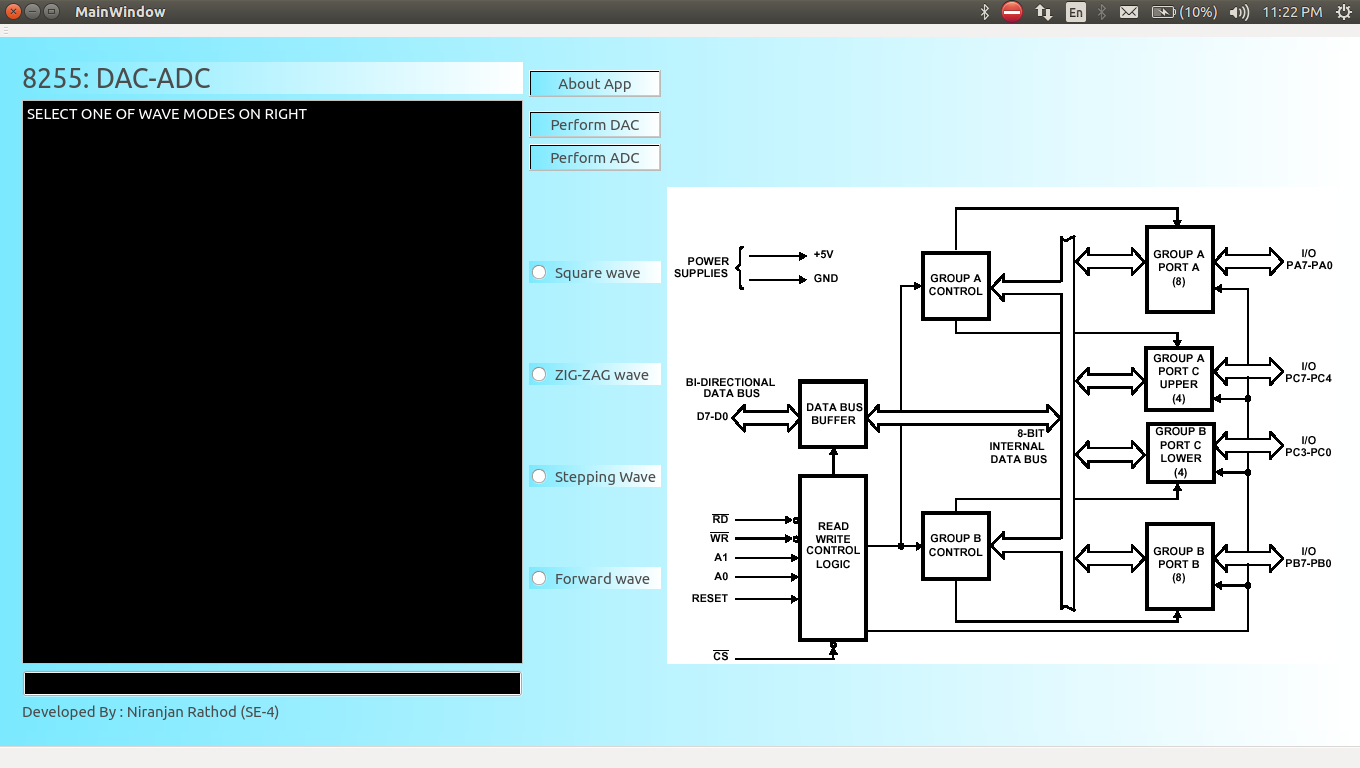 MainWindow
En
(10%)
11:22 PM
8255: DAC-ADC
SELECT ONE OF WAVE MODES ON RIGHT
Developed By : Niranjan Rathod (SE-4)
About App
Perform DAC
Perform ADC
Square wave
ZIG-ZAG wave
Stepping Wave
Forward wave
POWER
SUPPLIES
+5V
GND
GROUP A
CONTROL
GROUP A
PORT A
(8)
I/O
PA7-PA0
GROUP A
PORT C
UPPER
(4)
I/O
PC7-PC4
BI-DIRECTIONAL
DATA BUS
D7-D0
DATA BUS
BUFFER
8-BIT
INTERNAL
DATA BUS
GROUP B
PORT C
LOWER
(4)
I/O
PC3-PC0
RD
WR
A1
A0
RESET
CS
READ
WRITE
CONTROL
LOGIC
GROUP B
CONTROL
GROUP B
PORT B
(8)
I/O
PB7-PB0